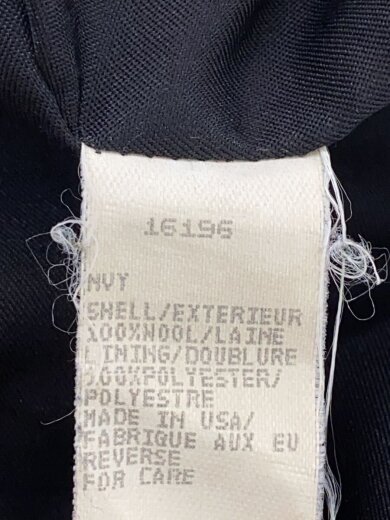 16196
NVY
SHELL/EXTERIEUR
100%WOOL/LAINE
LINING/DOUBLURE
100%POLYESTER/
POLYESTRE
MADE IN USA/
FABRIQUE AUX EU
REVERSE
FOR CARE